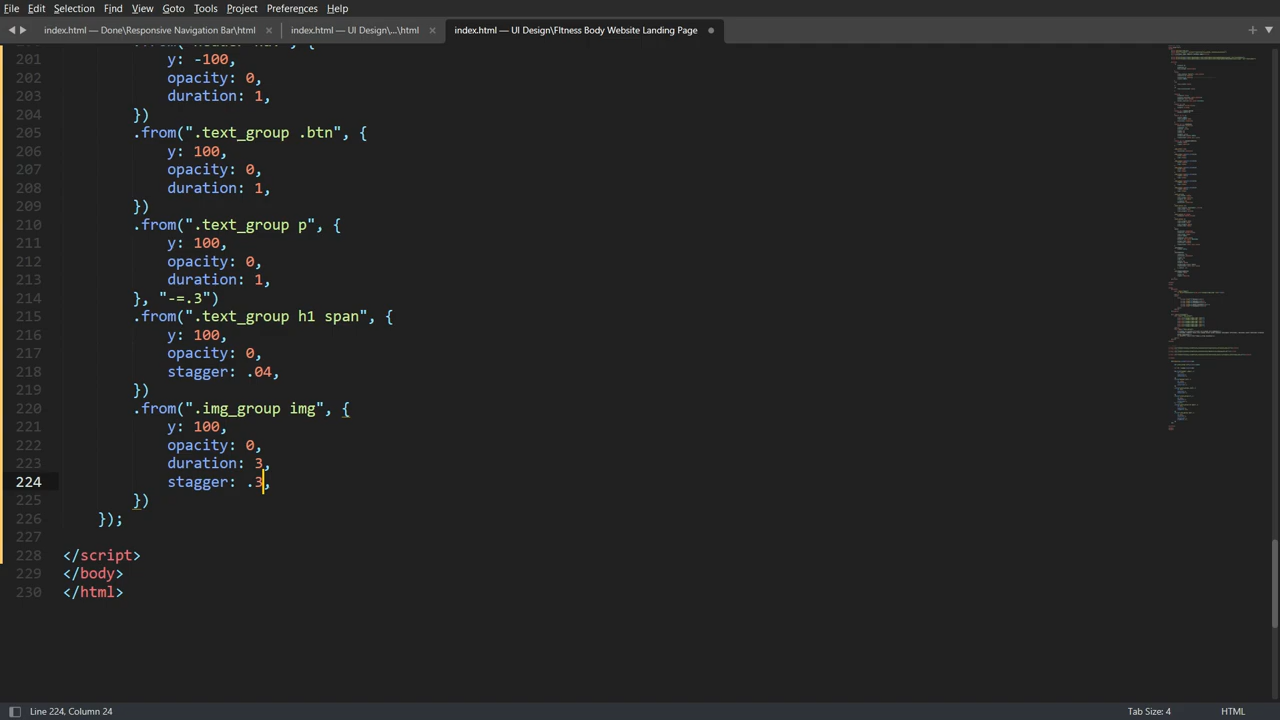 File Edit Selection Find View Goto Tools Project Preferences Help
index.html — Done\Responsive Navigation Bar\html × index.html — UI Design\...\html × index.html — UI Design\FItness Body Website Landing Page
201 y: -100,
202 opacity: 0,
203 duration: 1,
204 })
205 .from(".text_group .btn", {
206 y: 100,
207 opacity: 0,
208 duration: 1,
209 })
210 .from(".text_group p", {
211 y: 100,
212 opacity: 0,
213 duration: 1,
214 }, "-=.3")
215 .from(".text_group h1 span", {
216 y: 100,
217 opacity: 0,
218 stagger: .04,
219 })
220 .from(".img_group img", {
221 y: 100,
222 opacity: 0,
223 duration: 3,
224 stagger: .3,
225 })
226 });
227
228 </script>
229 </body>
230 </html>
Line 224, Column 24 Tab Size: 4 HTML